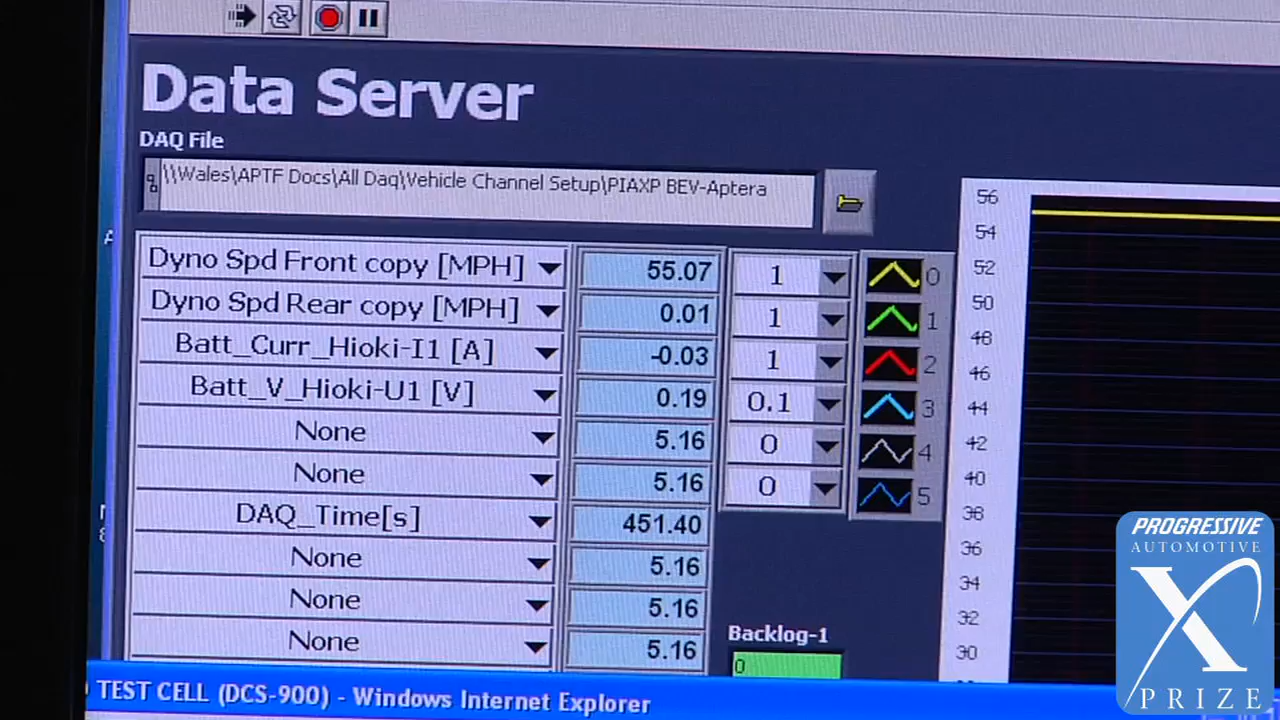 Data Server
DAQ File
\\Wales\APTF Docs\All Daq\Vehicle Channel Setup\PIAXP BEV-Aptera
Dyno Spd Front copy [MPH] 55.07 1 0
Dyno Spd Rear copy [MPH] 0.01 1 1
Batt_Curr_Hioki-I1 [A] -0.03 1 2
Batt_V_Hioki-U1 [V] 0.19 0.1 3
None 5.16 0 4
None 5.16 0 5
DAQ_Time[s] 451.40
None 5.16
None 5.16
None 5.16
Backlog-1
0
56
54
52
50
48
46
44
42
40
38
36
34
32
30
TEST CELL (DCS-900) - Windows Internet Explorer
PROGRESSIVE
AUTOMOTIVE
X
PRIZE